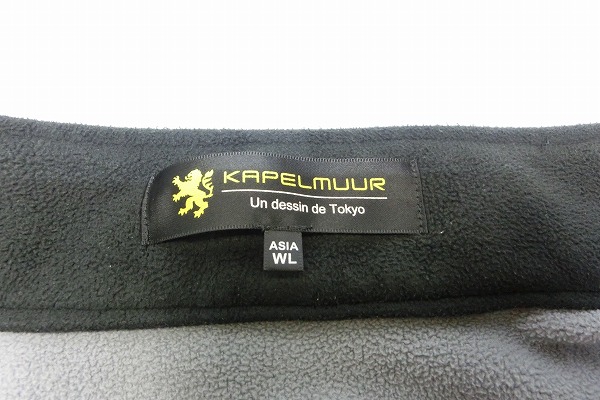 KAPELMUUR
Un dessin de Tokyo
ASIA
WL